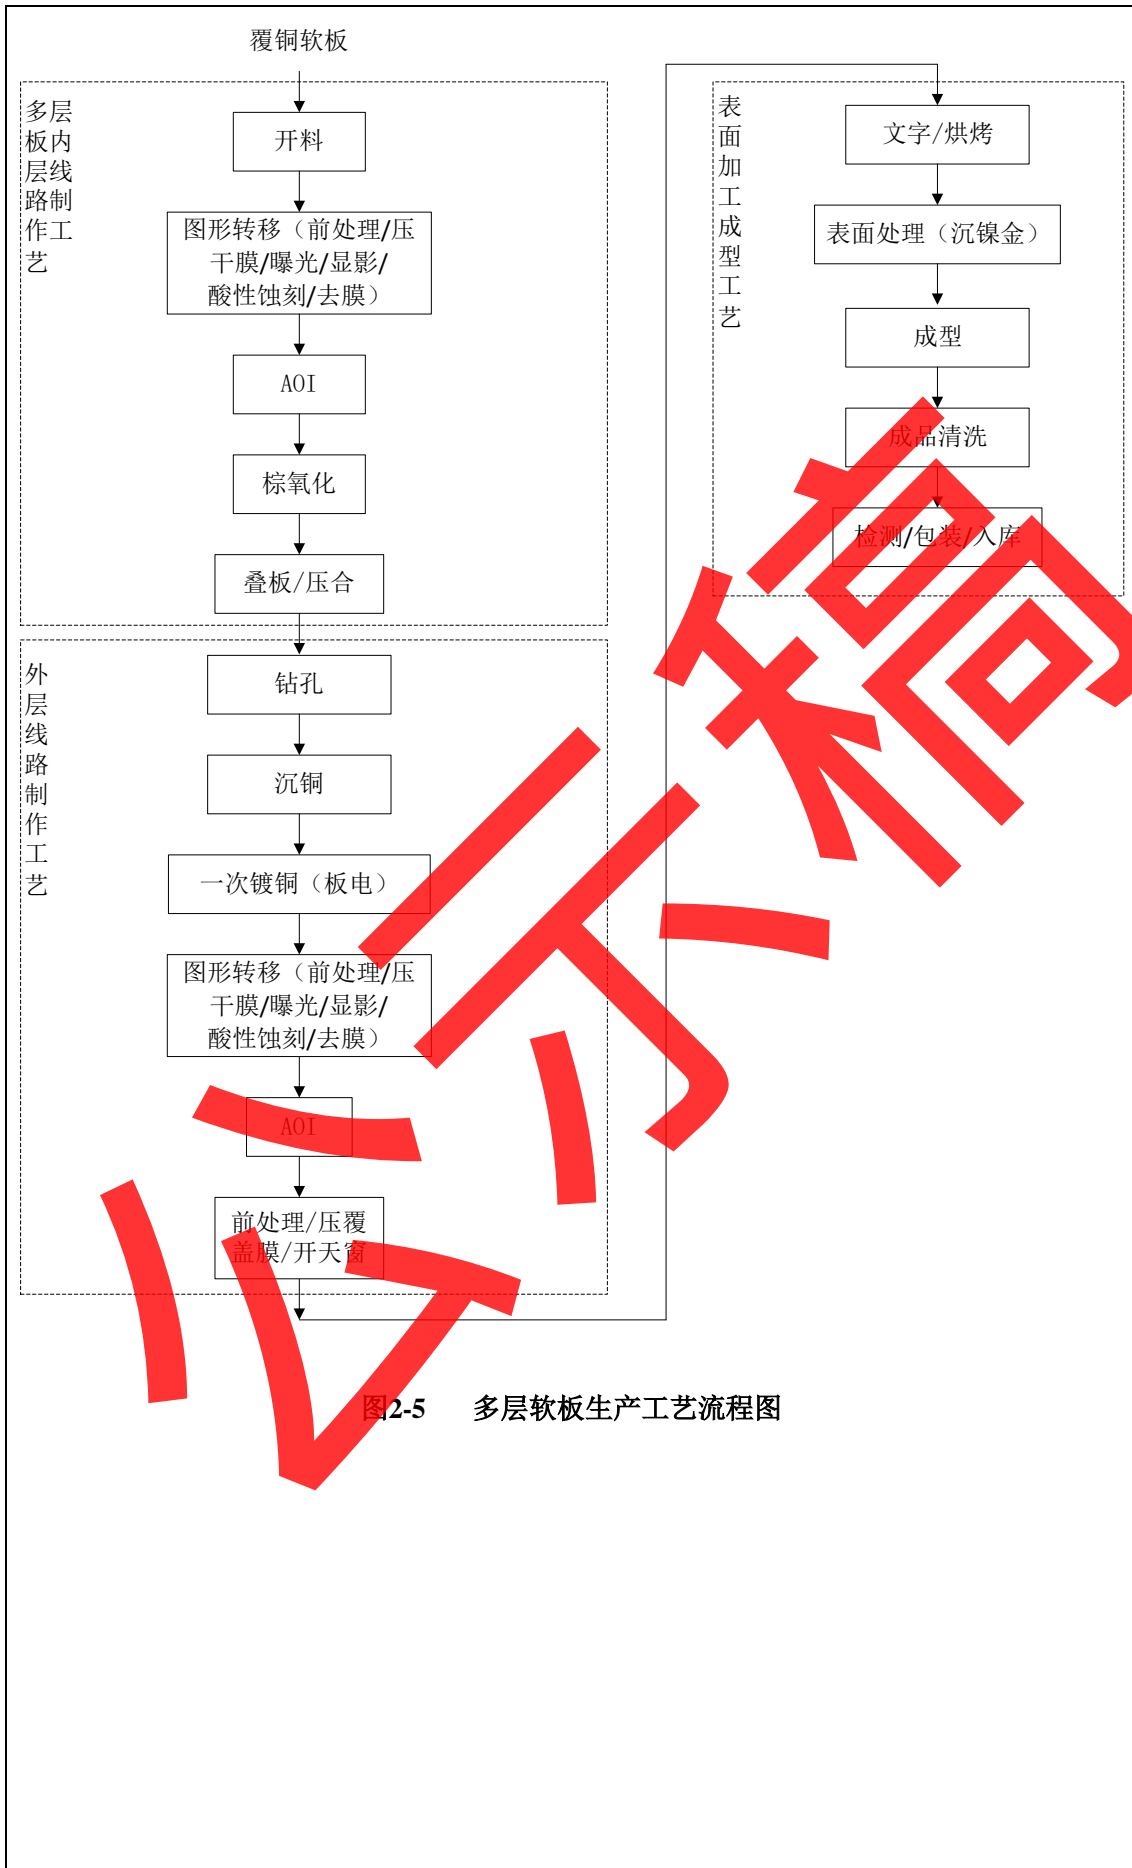 覆铜软板
多层
板内
层线
路制
作工
艺
开料
图形转移（前处理/压
干膜/曝光/显影/
酸性蚀刻/去膜）
AOI
棕氧化
叠板/压合
外
层
线
路
制
作
工
艺
钻孔
沉铜
一次镀铜（板电）
图形转移（前处理/压
干膜/曝光/显影/
酸性蚀刻/去膜）
AOI
前处理/压覆
盖膜/开天窗
表
面
加
工
成
型
工
艺
文字/烘烤
表面处理（沉镍金）
成型
成品清洗
检测/包装/入库
图2-5 多层软板生产工艺流程图
公示稿